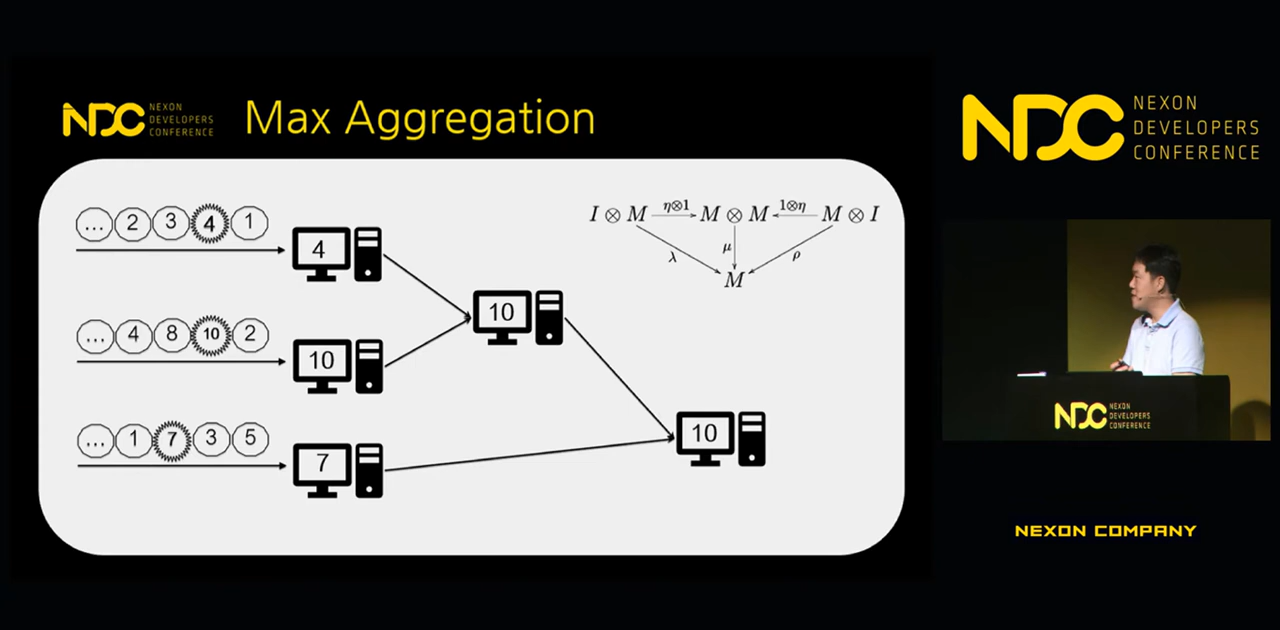 NDC NEXON DEVELOPERS CONFERENCE
Max Aggregation
... 2 3 4 1
4
... 4 8 10 2
10
... 1 7 3 5
7
10
10
I ⊗ M η⊗1 M ⊗ M 1⊗η M ⊗ I
λ μ ρ
M
NDC NEXON DEVELOPERS CONFERENCE
NDC NEXON DEVELOPERS CONFERENCE
NEXON COMPANY